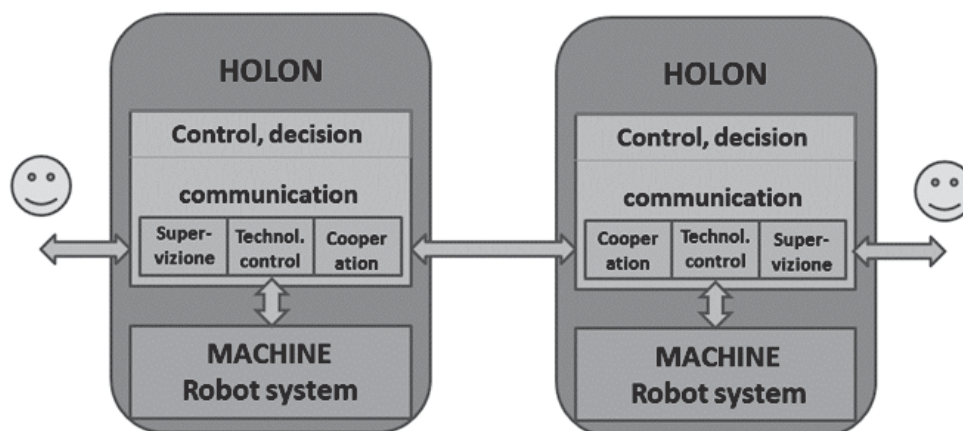 HOLON
Control, decision
communication
Super-
vizione
Technol.
control
Cooper
ation
MACHINE
Robot system
HOLON
Control, decision
communication
Cooper
ation
Technol.
control
Super-
vizione
MACHINE
Robot system